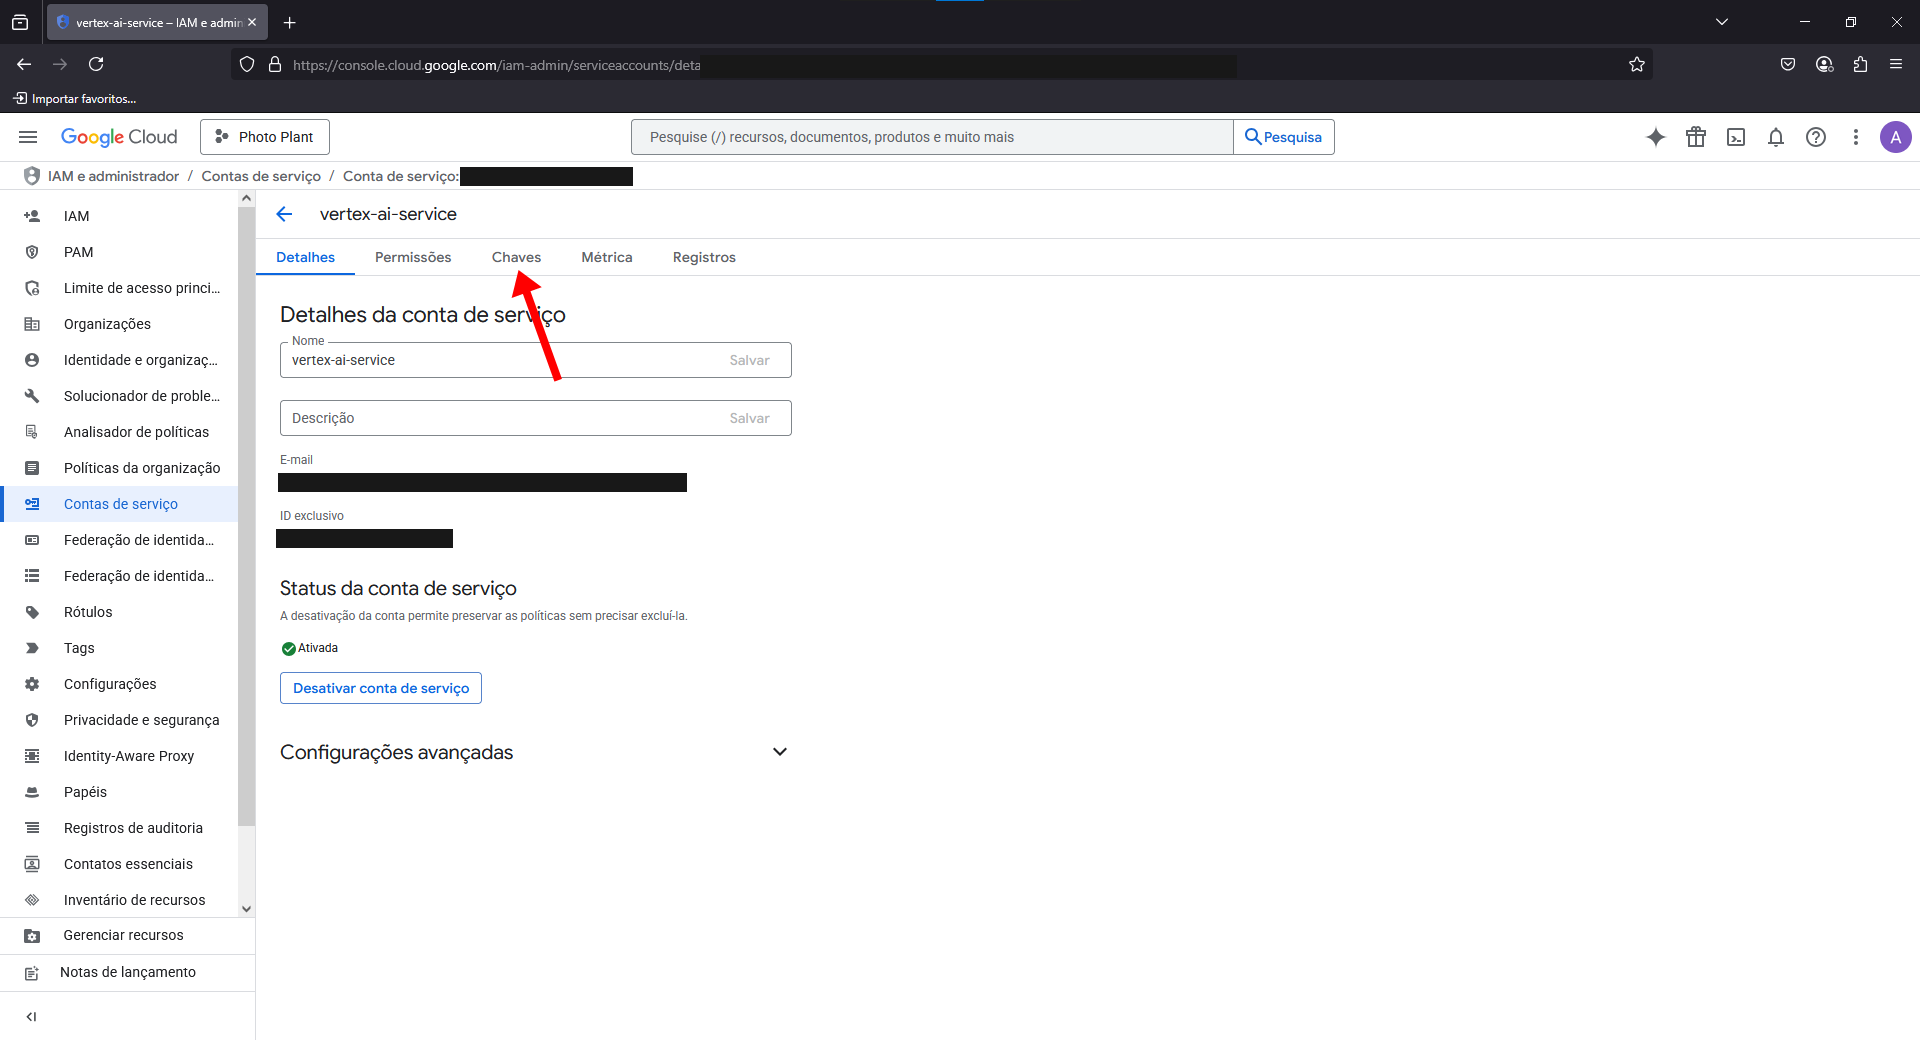 vertex-ai-service – IAM e admin
https://console.cloud.google.com/iam-admin/serviceaccounts/deta
Importar favoritos...
Google Cloud
Photo Plant
Pesquise (/) recursos, documentos, produtos e muito mais
Pesquisa
A
IAM e administrador / Contas de serviço / Conta de serviço:
IAM
PAM
Limite de acesso princi...
Organizações
Identidade e organizaç...
Solucionador de proble...
Analisador de políticas
Políticas da organização
Contas de serviço
Federação de identida...
Federação de identida...
Rótulos
Tags
Configurações
Privacidade e segurança
Identity-Aware Proxy
Papéis
Registros de auditoria
Contatos essenciais
Inventário de recursos
Gerenciar recursos
Notas de lançamento
vertex-ai-service
Detalhes
Permissões
Chaves
Métrica
Registros
Detalhes da conta de serviço
Nome
vertex-ai-service
Salvar
Descrição
Salvar
E-mail
ID exclusivo
Status da conta de serviço
A desativação da conta permite preservar as políticas sem precisar excluí-la.
Ativada
Desativar conta de serviço
Configurações avançadas